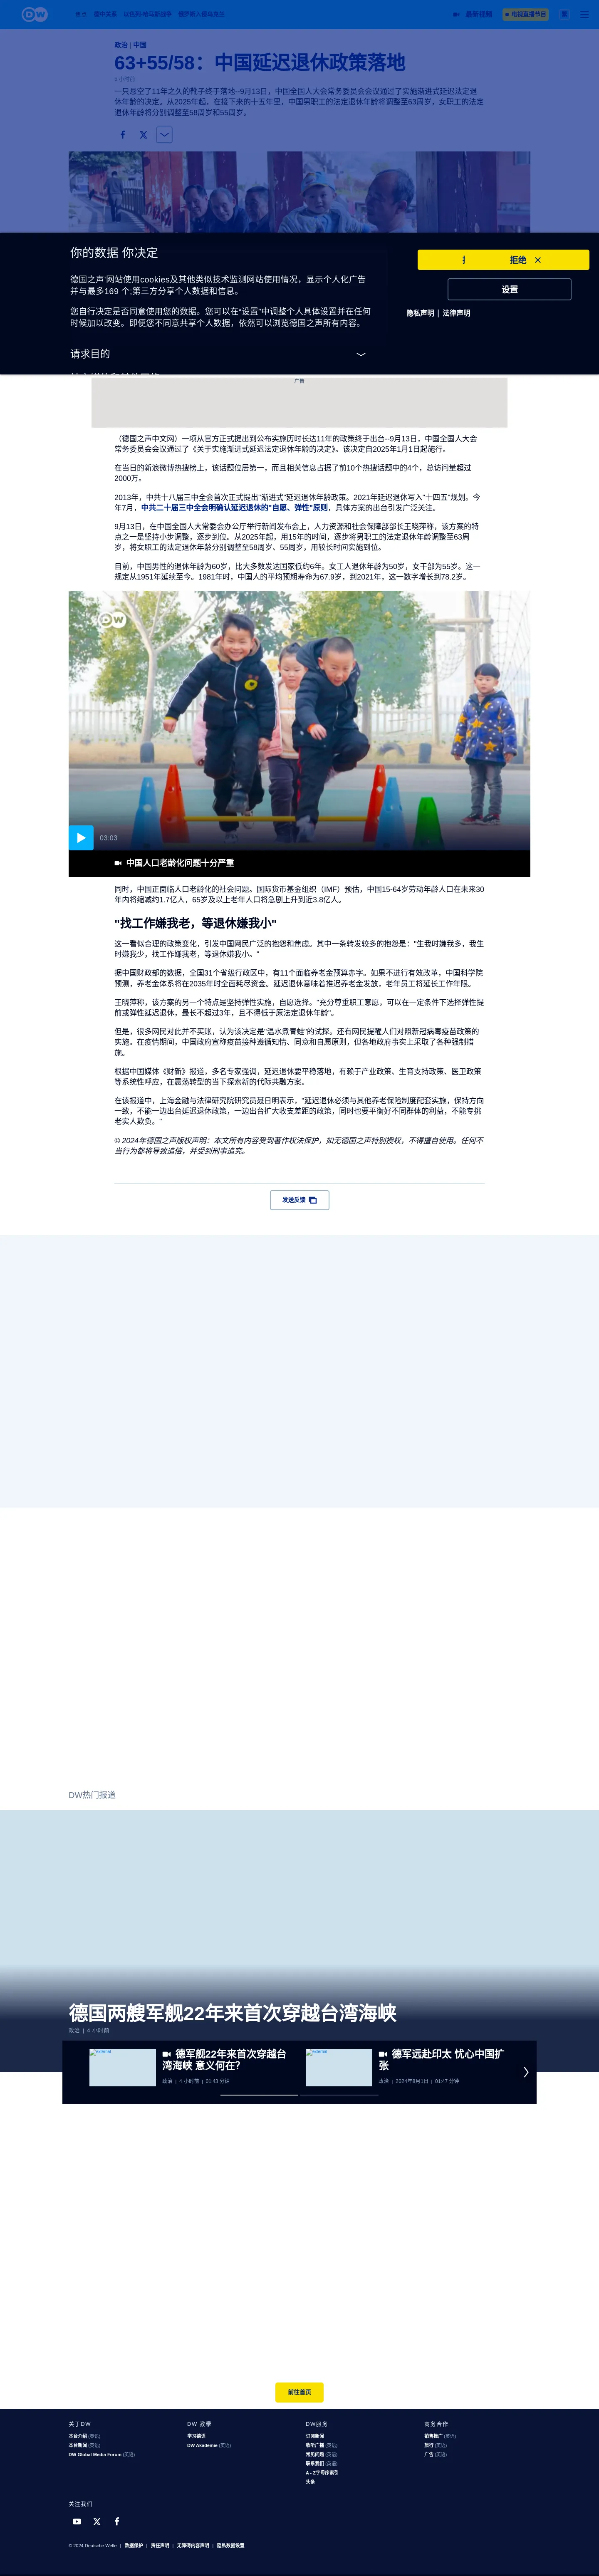 DW
德中关系
以色列-哈马斯战争
俄罗斯入侵乌克兰
最新视频
电视直播节目
政治 | 中国
63+55/58：中国延迟退休政策落地
5 小时前
一只悬空了11年之久的靴子终于落地--9月13日，中国全国人大会常务委员会会议通过了实施渐进式延迟法定退休年龄的决定。从2025年起，在接下来的十五年里，中国男职工的法定退休年龄将调整至63周岁，女职工的法定退休年龄将分别调整至58周岁和55周岁。
你的数据 你决定
德国之声 网站使用cookies及其他类似技术监测网站使用情况，显示个人化广告并与最多169 个;第三方分享个人数据和信息。
您自行决定是否同意使用您的数据。您可以在“设置”中调整个人具体设置并在任何时候加以改变。即便您不同意共享个人数据，依然可以浏览德国之声所有内容。
请求目的
拒绝
设置
隐私声明 | 法律声明
广告
（德国之声中文网）一项从官方正式提出到公布实施历时长达11年的政策终于出台--9月13日，中国全国人大会常务委员会会议通过了《关于实施渐进式延迟法定退休年龄的决定》。该决定自2025年1月1日起施行。
在当日的新浪微博热搜榜上，该话题位居第一，而且相关信息占据了前10个热搜话题中的4个，总访问量超过2000万。
2013年，中共十八届三中全会首次正式提出"渐进式"延迟退休年龄政策。2021年延迟退休写入"十四五"规划。今年7月，中共二十届三中全会明确认延迟退休的"自愿、弹性"原则，具体方案的出台引发广泛关注。
9月13日，在中国全国人大常委会办公厅举行新闻发布会上，人力资源和社会保障部部长王晓萍称，该方案的特点之一是坚持小步调整，逐步到位。从2025年起，用15年的时间，逐步将男职工的法定退休年龄调整至63周岁，将女职工的法定退休年龄分别调整至58周岁、55周岁，用较长时间实施到位。
目前，中国男性的退休年龄为60岁，比大多数发达国家低约6年。女工人退休年龄为50岁，女干部为55岁。这一规定从1951年延续至今。1981年时，中国人的平均预期寿命为67.9岁，到2021年，这一数字增长到78.2岁。
DW
03:03
中国人口老龄化问题十分严重
同时，中国正面临人口老龄化的社会问题。国际货币基金组织（IMF）预估，中国15-64岁劳动年龄人口在未来30年内将缩减约1.7亿人，65岁及以上老年人口将急剧上升到近3.8亿人。
"找工作嫌我老，等退休嫌我小"
这一看似合理的政策变化，引发中国网民广泛的抱怨和焦虑。其中一条转发较多的抱怨是："生我时嫌我多，我生时嫌我少，找工作嫌我老，等退休嫌我小。"
据中国财政部的数据，全国31个省级行政区中，有11个面临养老金预算赤字。如果不进行有效改革，中国科学院预测，养老金体系将在2035年时全面耗尽资金。延迟退休意味着推迟养老金发放，老年员工将延长工作年限。
王晓萍称，该方案的另一个特点是坚持弹性实施，自愿选择。"充分尊重职工意愿，可以在一定条件下选择弹性提前或弹性延迟退休，最长不超过3年，且不得低于原法定退休年龄"。
但是，很多网民对此并不买账，认为该决定是"温水煮青蛙"的试探。还有网民提醒人们对照新冠病毒疫苗政策的实施。在疫情期间，中国政府宣称疫苗接种遵循知情、同意和自愿原则，但各地政府事实上采取了各种强制措施。
根据中国媒体《财新》报道，多名专家强调，延迟退休要平稳落地，有赖于产业政策、生育支持政策、医卫政策等系统性呼应，在震荡转型的当下探索新的代际共融方案。
在该报道中，上海金融与法律研究院研究员聂日明表示，"延迟退休必须与其他养老保险制度配套实施，保持方向一致，不能一边出台延迟退休政策，一边出台扩大收支差距的政策，同时也要平衡好不同群体的利益，不能专挑老实人欺负。"
© 2024年德国之声版权声明：本文所有内容受到著作权法保护，如无德国之声特别授权，不得擅自使用。任何不当行为都将导致追偿，并受到刑事追究。
发送反馈
DW热门报道
德国两艘军舰22年来首次穿越台湾海峡
政治 | 4 小时前
德军舰22年来首次穿越台湾海峡 意义何在?
政治 | 4 小时前 | 01:43 分钟
德军远赴印太 忧心中国扩张
政治 | 2024年8月1日 | 01:47 分钟
前往首页
关于DW
本台介绍 (英语)
本台新闻 (英语)
DW Global Media Forum (英语)
DW 教學
学习德语
DW Akademie (英语)
DW服务
订阅新闻
收听广播 (英语)
常见问题 (英语)
联系我们 (英语)
A - Z字母序索引
头条
商务合作
销售推广 (英语)
旅行 (英语)
广告 (英语)
关注我们
© 2024 Deutsche Welle | 数据保护 | 责任声明 | 无障碍内容声明 | 隐私数据设置